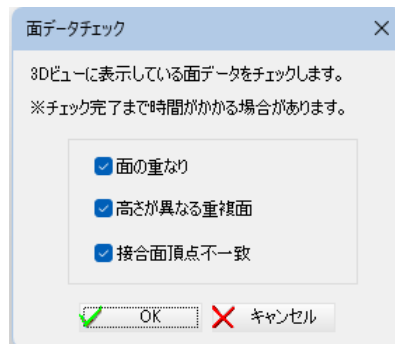 面データチェック
3Dビューに表示している面データをチェックします。
※チェック完了まで時間がかかる場合があります。
面の重なり
高さが異なる重複面
接合面頂点不一致
OK キャンセル